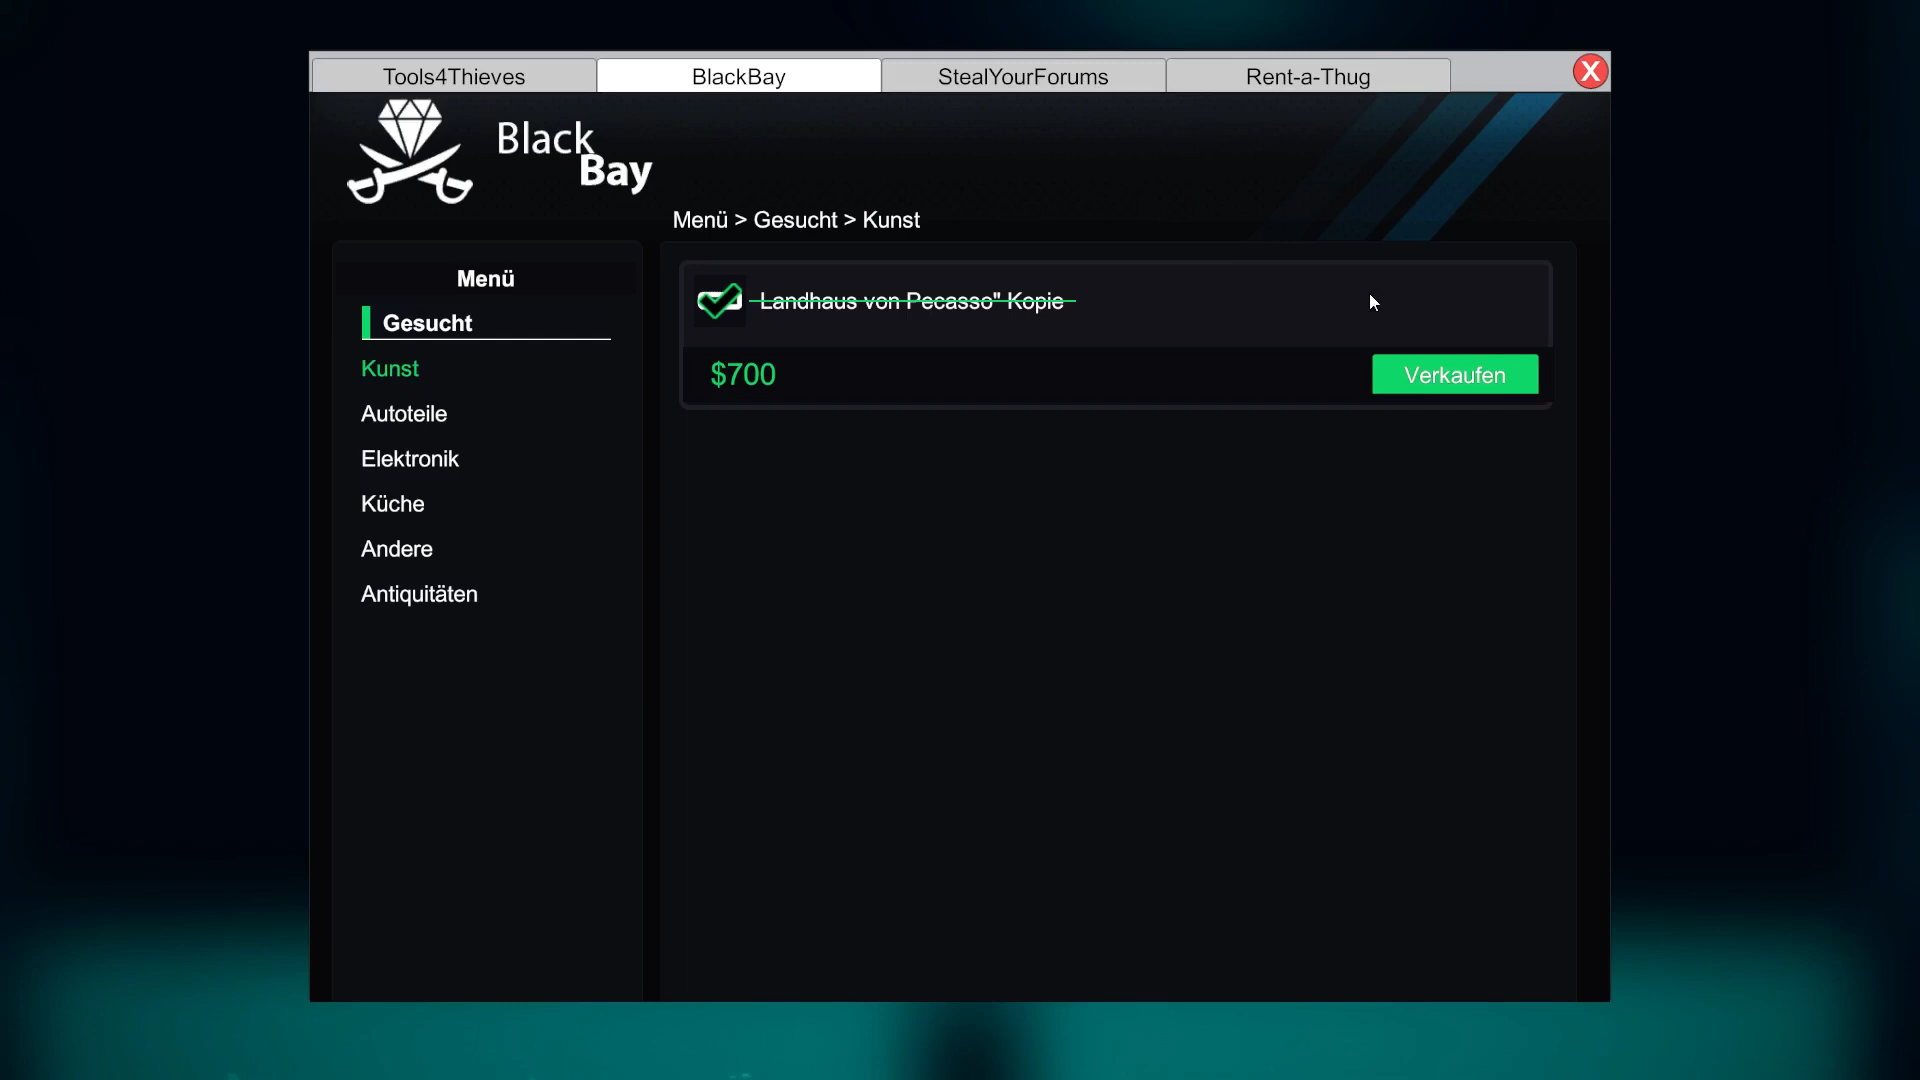 Tools4Thieves
BlackBay
StealYourForums
Rent-a-Thug
X
Black
Bay
Menü > Gesucht > Kunst
Menü
Gesucht
Kunst
Autoteile
Elektronik
Küche
Andere
Antiquitäten
Landhaus von Pecasso" Kopie
$700
Verkaufen